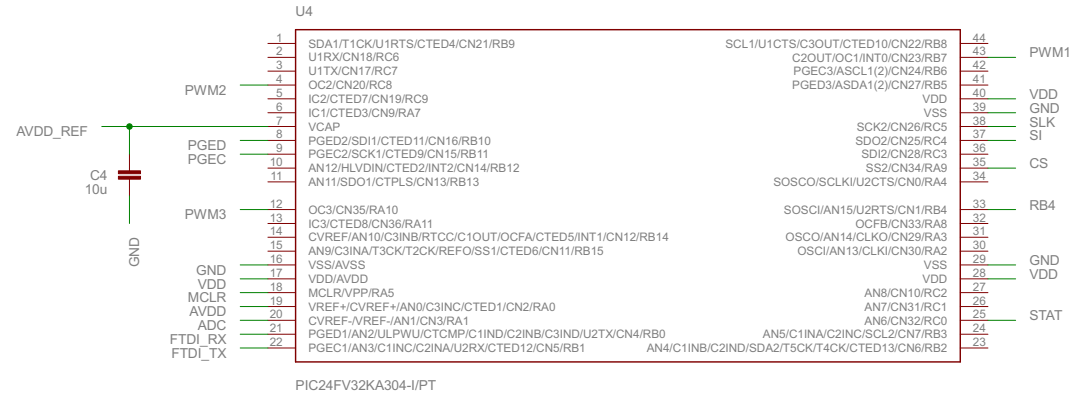 U4
1 SDA1/T1CK/U1RTS/CTED4/CN21/RB9 SCL1/U1CTS/C3OUT/CTED10/CN22/RB8 44
2 U1RX/CN18/RC6 C2OUT/OC1/INT0/CN23/RB7 43 PWM1
3 U1TX/CN17/RC7 PGEC3/ASCL1(2)/CN24/RB6 42
PWM2 4 OC2/CN20/RC8 PGED3/ASDA1(2)/CN27/RB5 41
5 IC2/CTED7/CN19/RC9 VDD 40 VDD
6 IC1/CTED3/CN9/RA7 VSS 39 GND
AVDD_REF 7 VCAP SCK2/CN26/RC5 38 SLK
PGED 8 PGED2/SDI1/CTED11/CN16/RB10 SDO2/CN25/RC4 37 SI
PGEC 9 PGEC2/SCK1/CTED9/CN15/RB11 SDI2/CN28/RC3 36
10 AN12/HLVDIN/CTED2/INT2/CN14/RB12 SS2/CN34/RA9 35 CS
C4 11 AN11/SDO1/CTPLS/CN13/RB13 SOSCO/SCLKI/U2CTS/CN0/RA4 34
10u
PWM3 12 OC3/CN35/RA10 SOSCI/AN15/U2RTS/CN1/RB4 33 RB4
13 IC3/CTED8/CN36/RA11 OCFB/CN33/RA8 32
14 CVREF/AN10/C3INB/RTCC/C1OUT/OCFA/CTED5/INT1/CN12/RB14 OSCO/AN14/CLKO/CN29/RA3 31
GND 15 AN9/C3INA/T3CK/T2CK/REFO/SS1/CTED6/CN11/RB15 OSCI/AN13/CLKI/CN30/RA2 30
GND 16 VSS/AVSS VSS 29 GND
VDD 17 VDD/AVDD VDD 28 VDD
MCLR 18 MCLR/VPP/RA5 AN8/CN10/RC2 27
AVDD 19 VREF+/CVREF+/AN0/C3INC/CTED1/CN2/RA0 AN7/CN31/RC1 26
ADC 20 CVREF-/VREF-/AN1/CN3/RA1 AN6/CN32/RC0 25 STAT
FTDI_RX 21 PGED1/AN2/ULPWU/CTCMP/C1IND/C2INB/C3IND/U2TX/CN4/RB0 AN5/C1INA/C2INC/SCL2/CN7/RB3 24
FTDI_TX 22 PGEC1/AN3/C1INC/C2INA/U2RX/CTED12/CN5/RB1 AN4/C1INB/C2IND/SDA2/T5CK/T4CK/CTED13/CN6/RB2 23
PIC24FV32KA304-I/PT